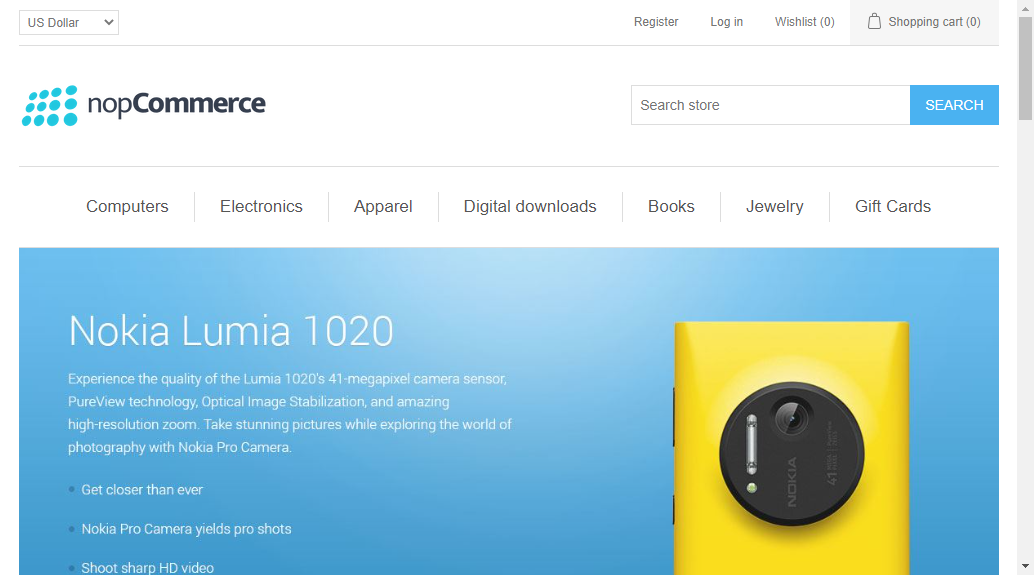 US Dollar
Register
Log in
Wishlist (0)
Shopping cart (0)
nopCommerce
Search store
SEARCH
Computers
Electronics
Apparel
Digital downloads
Books
Jewelry
Gift Cards
Nokia Lumia 1020
Experience the quality of the Lumia 1020's 41-megapixel camera sensor,
PureView technology, Optical Image Stabilization, and amazing
high-resolution zoom. Take stunning pictures while exploring the world of
photography with Nokia Pro Camera.
Get closer than ever
Nokia Pro Camera yields pro shots
Shoot sharp HD video
NOKIA